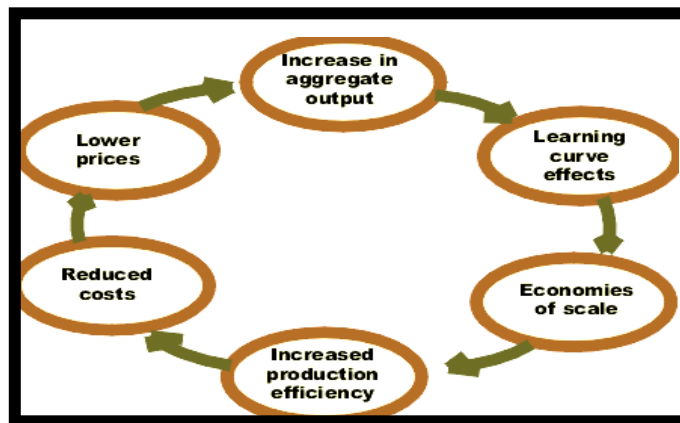 Increase in
aggregate
output
Learning
curve
effects
Economies
of scale
Increased
production
efficiency
Reduced
costs
Lower
prices